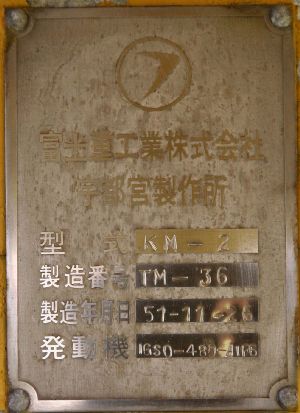 富士重工業株式会社
宇都宮製作所
型式 KM-2
製造番号 TM-36
製造年月日 51-11-26
発動機